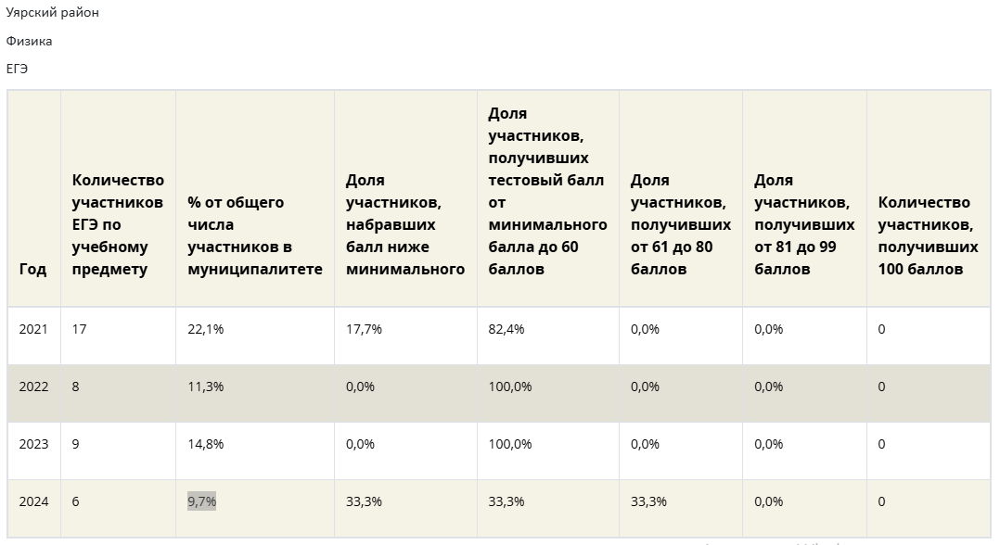 Уярский район
Физика
ЕГЭ
Год
Количество
участников
ЕГЭ по
учебному
предмету
% от общего
числа
участников в
муниципалитете
Доля
участников,
набравших
балл ниже
минимального
Доля
участников,
получивших
тестовый балл
от
минимального
балла до 60
баллов
Доля
участников,
получивших
от 61 до 80
баллов
Доля
участников,
получивших
от 81 до 99
баллов
Количество
участников,
получивших
100 баллов
2021 17 22,1% 17,7% 82,4% 0,0% 0,0% 0
2022 8 11,3% 0,0% 100,0% 0,0% 0,0% 0
2023 9 14,8% 0,0% 100,0% 0,0% 0,0% 0
2024 6 9,7% 33,3% 33,3% 33,3% 0,0% 0